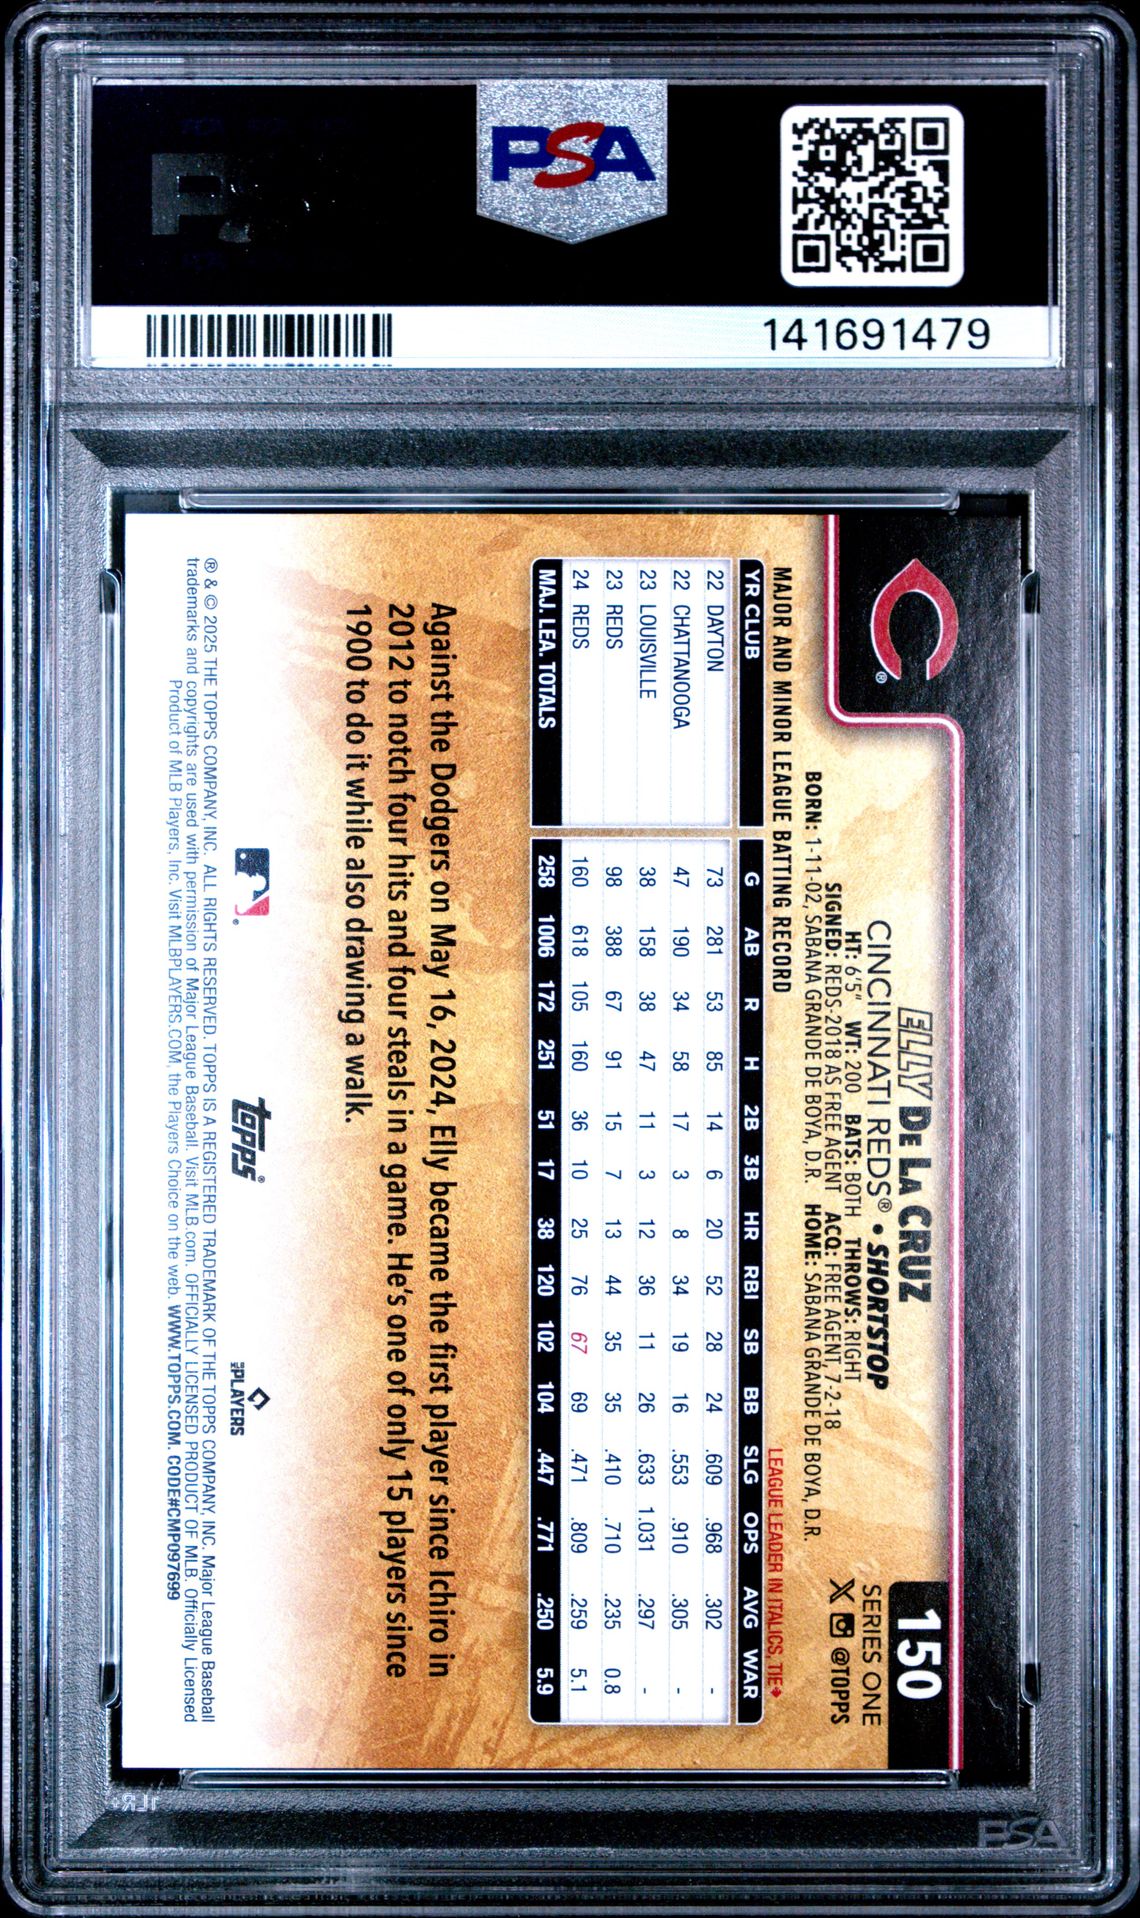 PSA
141691479
C®
ELLY DE LA CRUZ
CINCINNATI REDS® • SHORTSTOP
HT: 6'5" WT: 200 BATS: BOTH THROWS: RIGHT
SIGNED: REDS-2018 AS FREE AGENT ACQ: FREE AGENT, 7-2-18
BORN: 1-11-02, SABANA GRANDE DE BOYA, D.R. HOME: SABANA GRANDE DE BOYA, D.R.
150
SERIES ONE
X @TOPPS
MAJOR AND MINOR LEAGUE BATTING RECORD LEAGUE LEADER IN ITALICS, TIE♦
YR CLUB G AB R H 2B 3B HR RBI SB BB SLG OPS AVG WAR
22 DAYTON 73 281 53 85 14 6 20 52 28 24 .609 .968 .302 -
22 CHATTANOOGA 47 190 34 58 17 3 8 34 19 16 .553 .910 .305 -
23 LOUISVILLE 38 158 38 47 11 3 12 36 11 26 .633 1.031 .297 -
23 REDS 98 388 67 91 15 7 13 44 35 35 .410 .710 .235 0.8
24 REDS 160 618 105 160 36 10 25 76 67 69 .471 .809 .259 5.1
MAJ. LEA. TOTALS 258 1006 172 251 51 17 38 120 102 104 .447 .771 .250 5.9
Against the Dodgers on May 16, 2024, Elly became the first player since Ichiro in
2012 to notch four hits and four steals in a game. He's one of only 15 players since
1900 to do it while also drawing a walk.
topps®
MLB PLAYERS
® & © 2025 THE TOPPS COMPANY, INC. ALL RIGHTS RESERVED. TOPPS IS A REGISTERED TRADEMARK OF THE TOPPS COMPANY, INC. Major League Baseball
trademarks and copyrights are used with permission of Major League Baseball. Visit MLB.com. OFFICIALLY LICENSED PRODUCT OF MLB. Officially Licensed
Product of MLB Players, Inc. Visit MLBPLAYERS.COM, the Players Choice on the web. WWW.TOPPS.COM. CODE#CMP097699
PSA